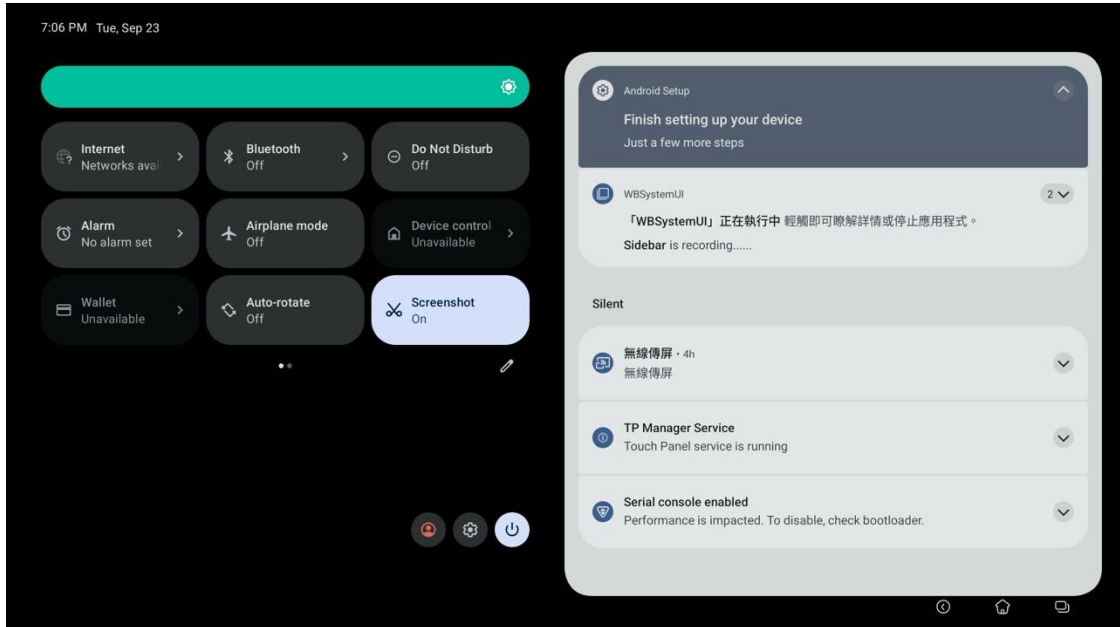 7:06 PM Tue, Sep 23
Internet
Networks avai
Bluetooth
Off
Do Not Disturb
Off
Alarm
No alarm set
Airplane mode
Off
Device control
Unavailable
Wallet
Unavailable
Auto-rotate
Off
Screenshot
On
Android Setup
Finish setting up your device
Just a few more steps
WBSystemUI
2
「WBSystemUI」正在執行中 輕觸即可瞭解詳情或停止應用程式。
Sidebar is recording......
Silent
無線傳屏 · 4h
無線傳屏
TP Manager Service
Touch Panel service is running
Serial console enabled
Performance is impacted. To disable, check bootloader.